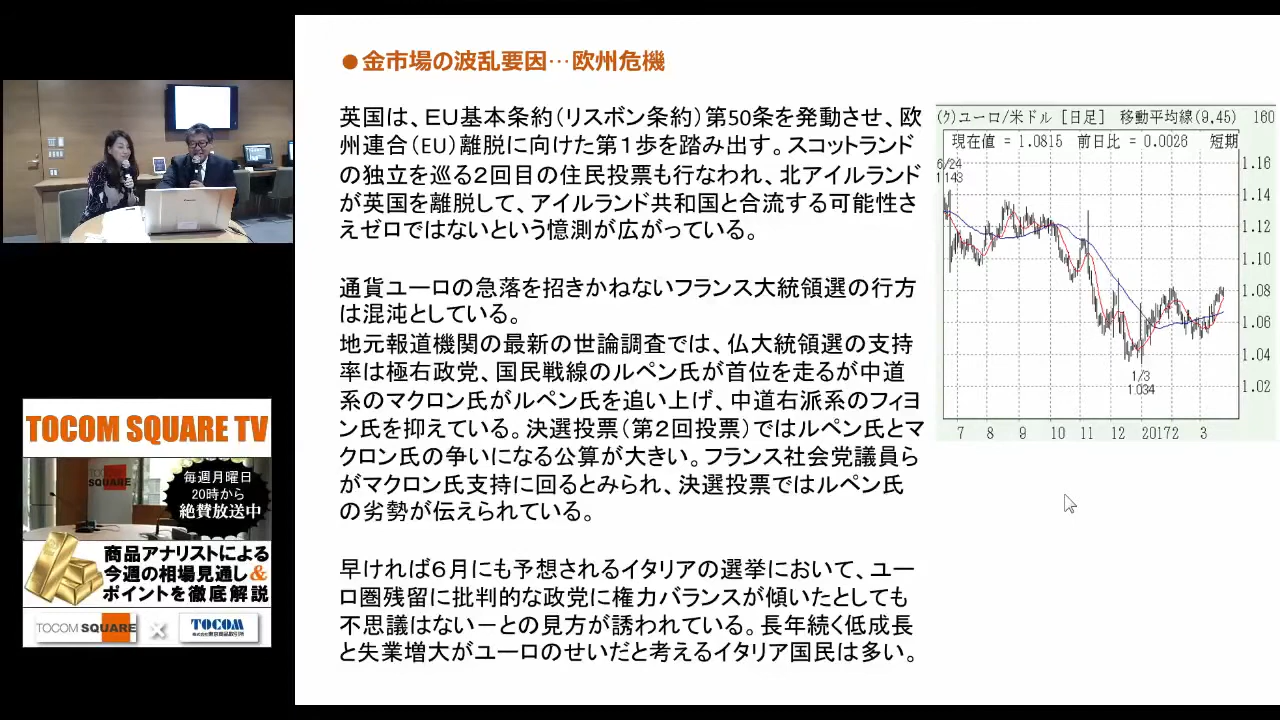 ●金市場の波乱要因…欧州危機
英国は、ＥＵ基本条約（リスボン条約）第50条を発動させ、欧
州連合（EU）離脱に向けた第１歩を踏み出す。スコットランド
の独立を巡る２回目の住民投票も行なわれ、北アイルランド
が英国を離脱して、アイルランド共和国と合流する可能性さ
えゼロではないという憶測が広がっている。
通貨ユーロの急落を招きかねないフランス大統領選の行方
は混沌としている。
地元報道機関の最新の世論調査では、仏大統領選の支持
率は極右政党、国民戦線のルペン氏が首位を走るが中道
系のマクロン氏がルペン氏を追い上げ、中道右派系のフィヨ
ン氏を抑えている。決選投票（第２回投票）ではルペン氏とマ
クロン氏の争いになる公算が大きい。フランス社会党議員ら
がマクロン氏支持に回るとみられ、決選投票ではルペン氏
の劣勢が伝えられている。
早ければ６月にも予想されるイタリアの選挙において、ユー
ロ圏残留に批判的な政党に権力バランスが傾いたとしても
不思議はない－との見方が誘われている。長年続く低成長
と失業増大がユーロのせいだと考えるイタリア国民は多い。
(ｸ)ユーロ/米ドル [日足] 移動平均線(9,45) 160
現在値 = 1.0815 前日比 = 0.0028 短期
6/24
1143
1.16
1.14
1.12
1.10
1.08
1.06
1.04
1.02
1/3
1034
7 8 9 10 11 12 20172 3
TOCOM SQUARE TV
SQUARE
毎週月曜日
20時から
絶賛放送中
商品アナリストによる
今週の相場見通し&
ポイントを徹底解説
TOCOM SQUARE × TOCOM
株式会社東京商品取引所